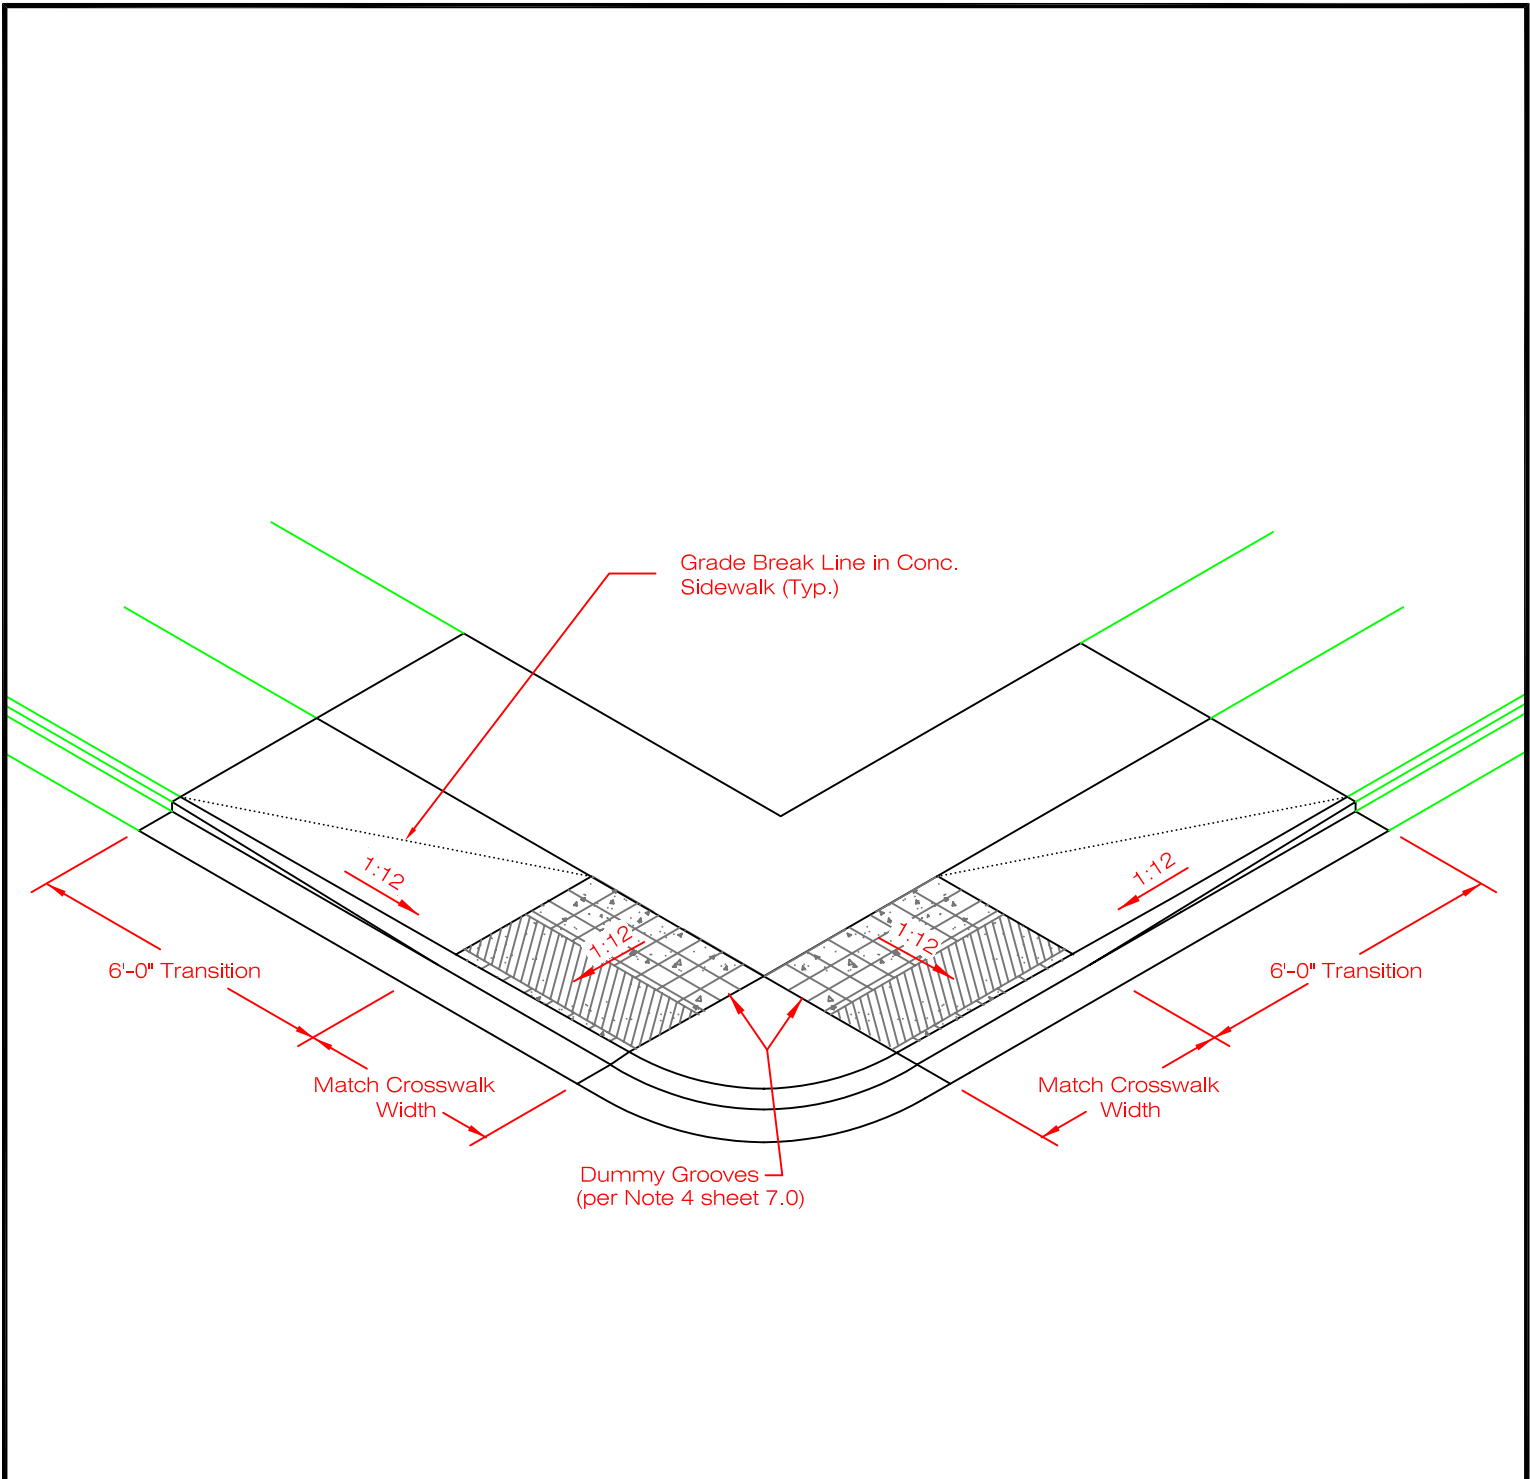 Grade Break Line in Conc.
Sidewalk (Typ.)
1:12
1:12
1:12
1:12
6'-0" Transition
6'-0" Transition
Match Crosswalk
Width
Match Crosswalk
Width
Dummy Grooves
(per Note 4 sheet 7.0)